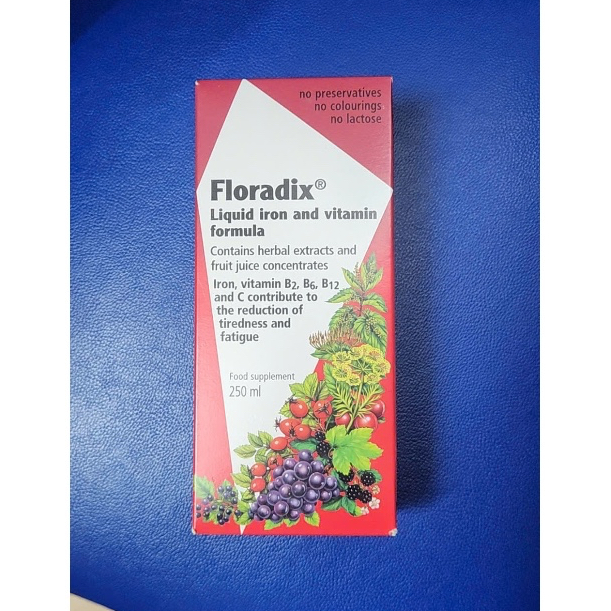 no preservatives
no colourings
no lactose
Floradix®
Liquid iron and vitamin
formula
Contains herbal extracts and
fruit juice concentrates
Iron, vitamin B2, B6, B12
and C contribute to
the reduction of
tiredness and
fatigue
Food supplement
250 ml